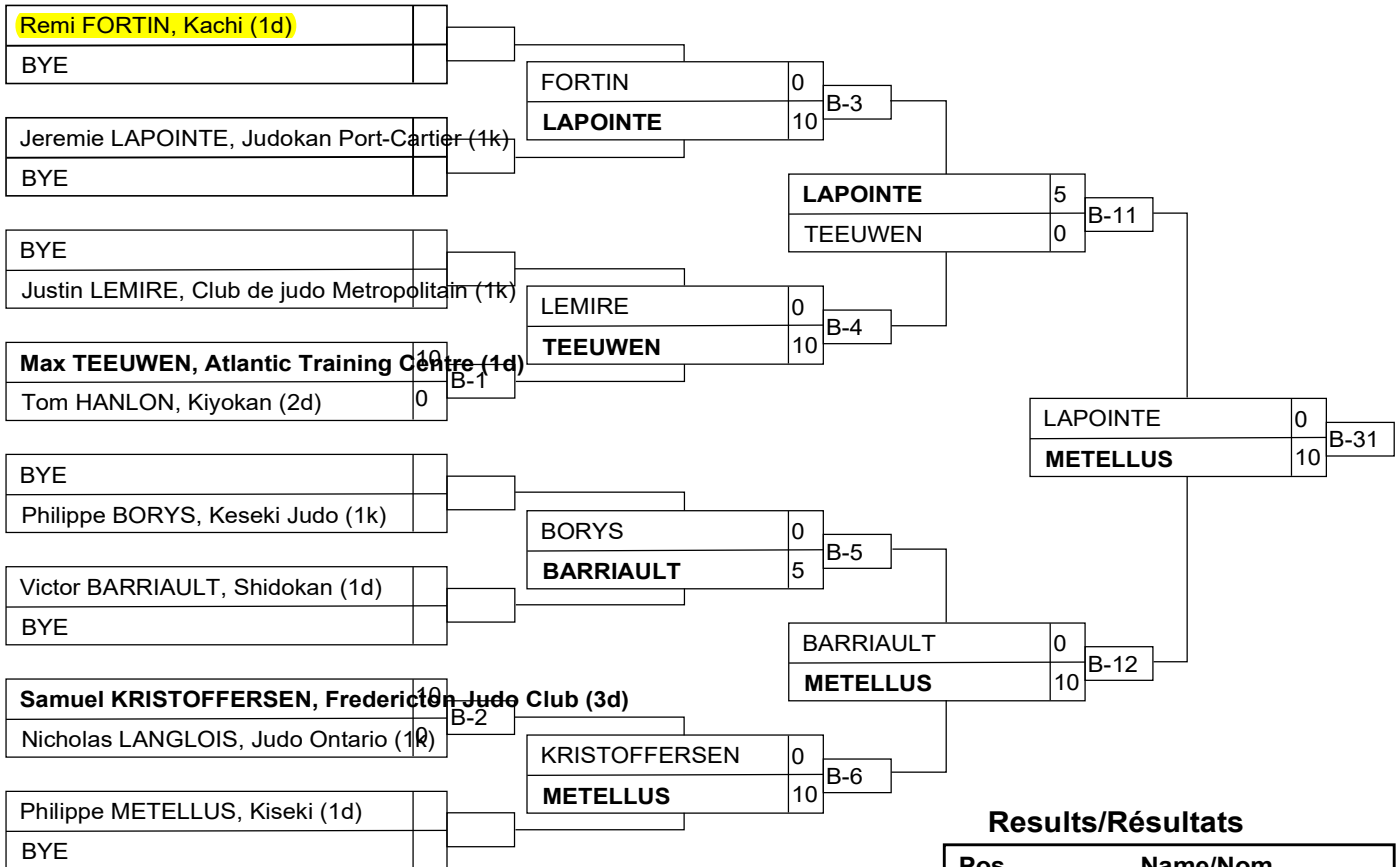 Remi FORTIN, Kachi (1d)
BYE
Jeremie LAPOINTE, Judokan Port-Cartier (1k)
BYE
BYE
Justin LEMIRE, Club de judo Metropolitain (1k)
Max TEEUWEN, Atlantic Training Centre (1d) 10
Tom HANLON, Kiyokan (2d) 0
B-1
BYE
Philippe BORYS, Keseki Judo (1k)
Victor BARRIAULT, Shidokan (1d)
BYE
Samuel KRISTOFFERSEN, Fredericton Judo Club (3d) 10
Nicholas LANGLOIS, Judo Ontario (1k) 0
B-2
Philippe METELLUS, Kiseki (1d)
BYE
FORTIN 0
LAPOINTE 10
B-3
LEMIRE 0
TEEUWEN 10
B-4
BORYS 0
BARRIAULT 5
B-5
KRISTOFFERSEN 0
METELLUS 10
B-6
LAPOINTE 5
TEEUWEN 0
B-11
BARRIAULT 0
METELLUS 10
B-12
LAPOINTE 0
METELLUS 10
B-31
Results/Résultats
Pos. Name/Nom